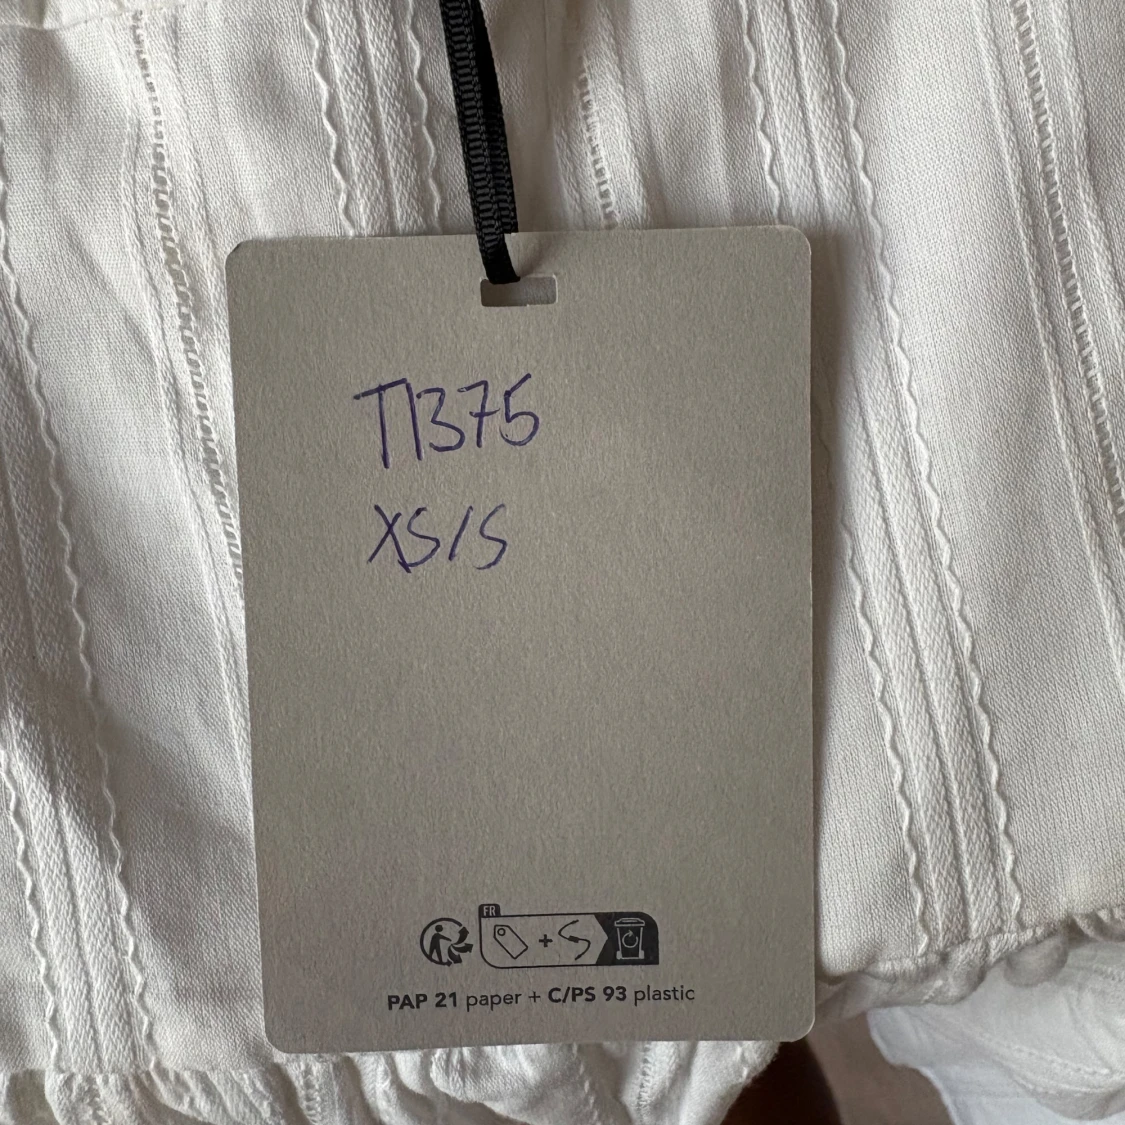 T1375
XS/S
FR
PAP 21 paper + C/PS 93 plastic